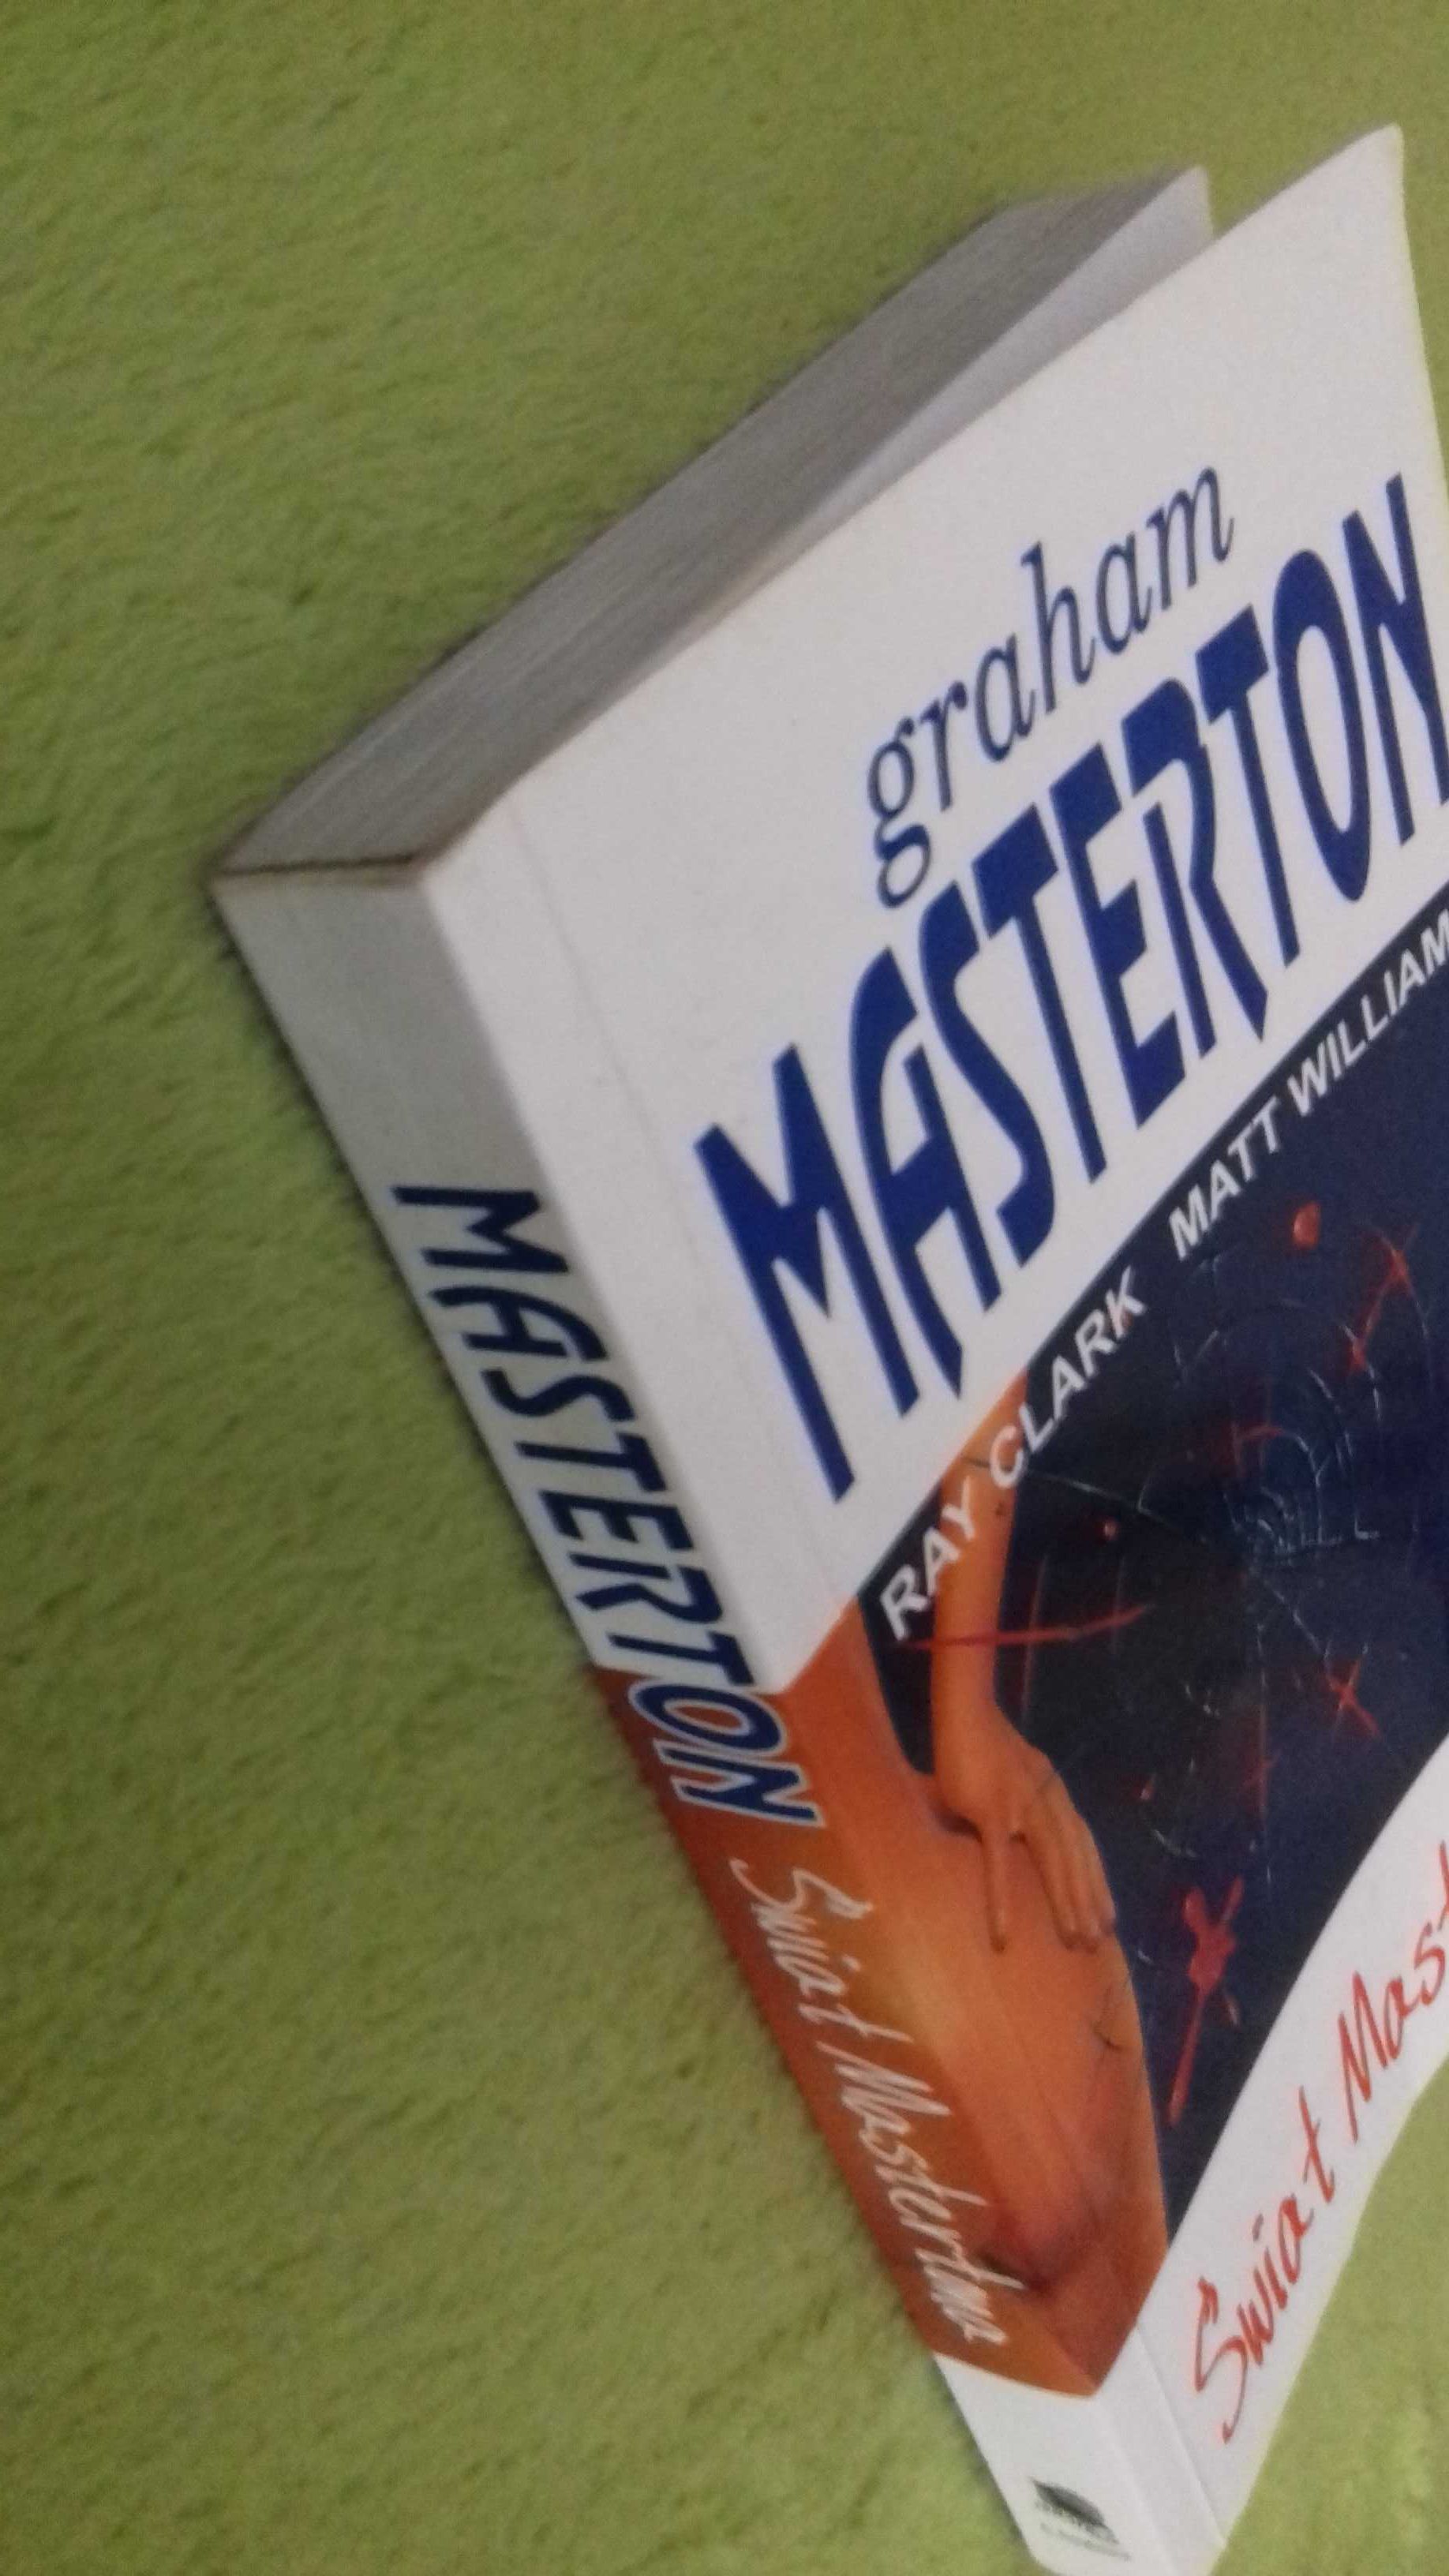 graham
MASTERTON
RAY CLARK MATT WILLIAM
Świat Mast
MASTERTON Świat Mastertona